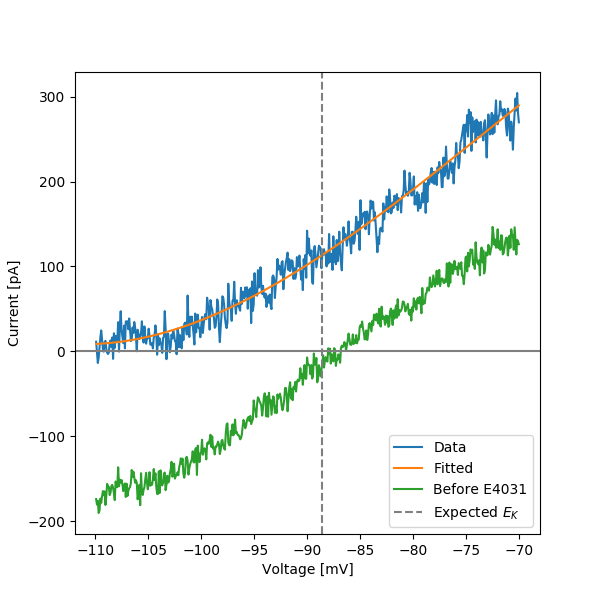 300
200
100
0
−100
−200
Current [pA]
−110 −105 −100 −95 −90 −85 −80 −75 −70
Voltage [mV]
Data
Fitted
Before E4031
Expected E_K